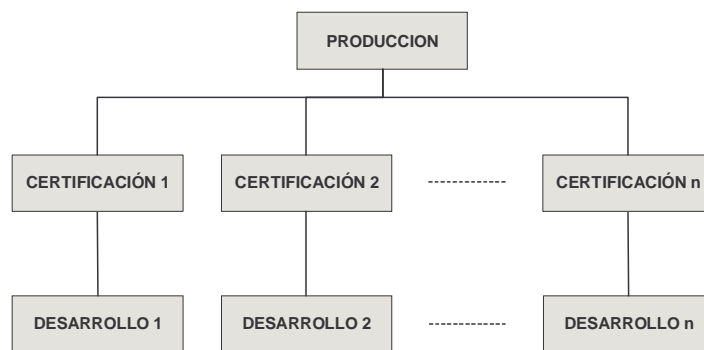 PRODUCCION
CERTIFICACIÓN 1
CERTIFICACIÓN 2
CERTIFICACIÓN n
DESARROLLO 1
DESARROLLO 2
DESARROLLO n